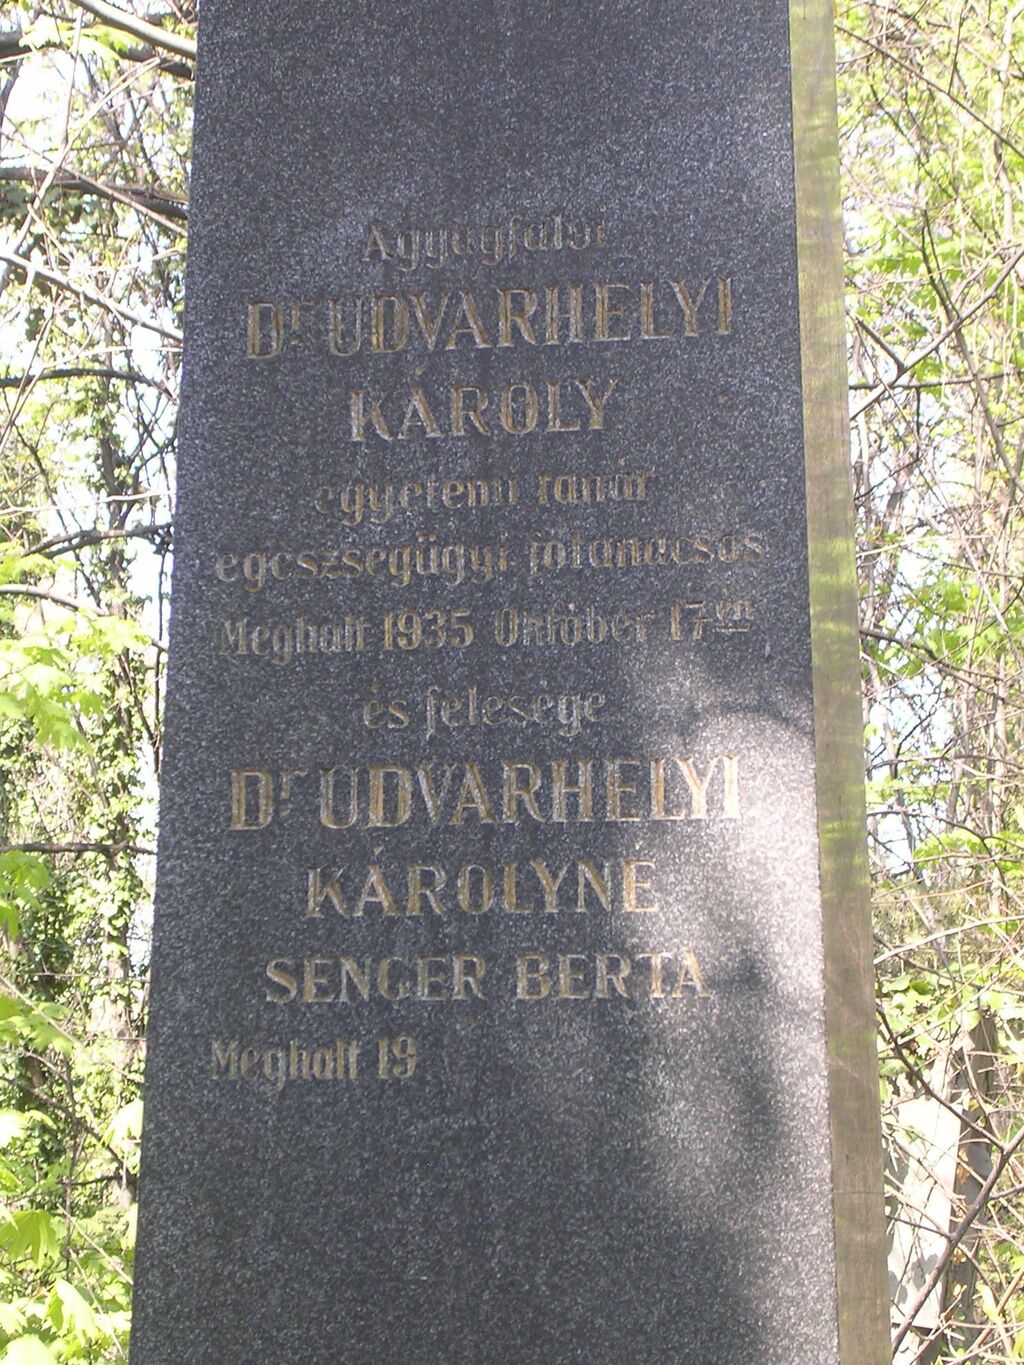 Agyagfalvi
Dr. UDVARHELYI
KÁROLY
egyetemi tanár
egészségügyi főtanácsos
Meghalt 1935 Október 17én
és felesége
Dr UDVARHELYI
KÁROLYNÉ
SENGER BERTA
Meghalt 19